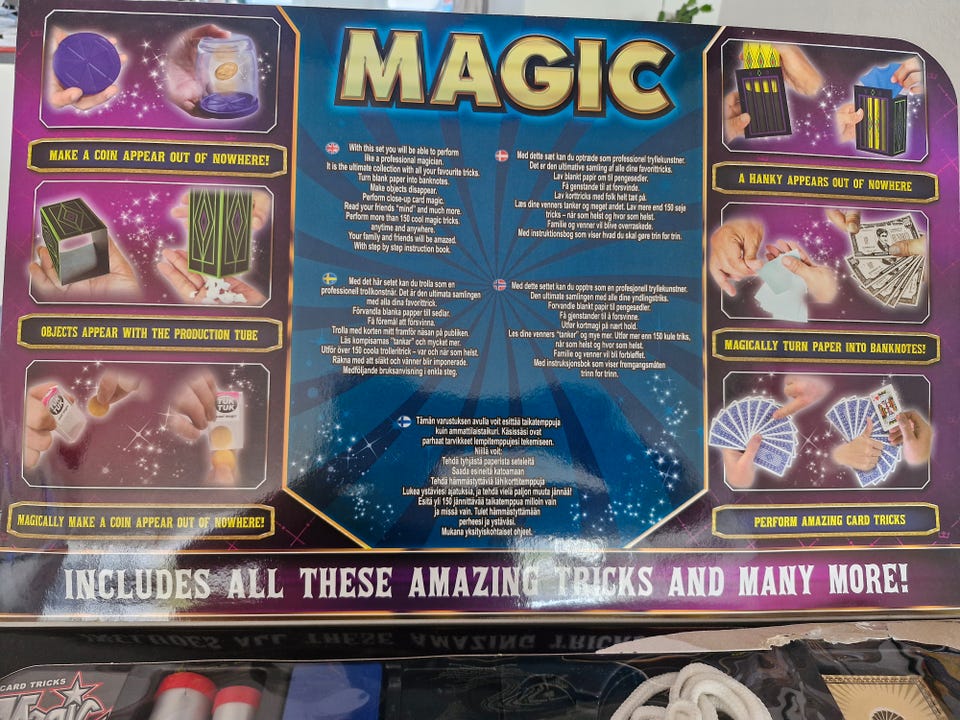 MAGIC
MAKE A COIN APPEAR OUT OF NOWHERE!
OBJECTS APPEAR WITH THE PRODUCTION TUBE
TUK
TUK
MAGICALLY MAKE A COIN APPEAR OUT OF NOWHERE!
With this set you will be able to perform
like a professional magician.
It is the ultimate collection with all your favourite tricks.
Turn blank paper into banknotes.
Make objects disappear.
Perform close-up card magic.
Read your friends "mind" and much more.
Perform more than 150 cool magic tricks.
anytime and anywhere.
Your family and friends will be amazed.
With step by step instruction book.
Med dette sæt kan du optræde som professionel tryllekunstner.
Det er den ultimative samling af alle dine favorittricks.
Lav blankt papir om til pengesedler.
Få genstande til at forsvinde.
Lav korttricks med folk helt tæt på.
Læs dine venners tanker og meget andet. Lav mere end 150 seje
tricks – når som helst og hvor som helst.
Familie og venner vil blive overraskede.
Med instruktionsbog som viser hvad du skal gøre trin for trin.
Med det här setet kan du trolla som en
professionell trollkonstnär. Det är den ultimata samlingen
med alla dina favorittrick.
Förvandla blanka papper till sedlar.
Få föremål att försvinna.
Trolla med korten mitt framför näsan på publiken.
Läs kompisarnas "tankar" och mycket mer.
Utför över 150 coola trolleritrick – var och när som helst.
Räkna med att släkt och vänner blir imponerade.
Medföljande bruksanvisning i enkla steg.
Med dette settet kan du opptre som en profesjonell tryllekunstner.
Den ultimate samlingen med alle dine yndlingstriks.
Forvandle blankt papir til pengesedler.
Få gjenstander til å forsvinne.
Utfør kortmagi på nært hold.
Les dine venners "tanker" og mye mer. Utfør mer enn 150 kule triks,
når som helst og hvor som helst.
Familie og venner vil bli forbløffet.
Med instruksjonsbok som viser fremgangsmåten
trinn for trinn.
Tämän varustuksen avulla voit esittää taikatemppuja
kuin ammattilaistaikuri. Käsissäsi ovat
parhaat tarvikkeet lempitemppujesi tekemiseen.
Niillä voit:
Tehdä tyhjästä paperista seteleitä
Saada esineitä katoamaan
Tehdä hämmästyttäviä lähikorttitemppuja
Lukea ystäviesi ajatuksia, ja tehdä vielä paljon muuta jännää!
Esitä yli 150 jännittävää taikatemppua milloin vain
ja missä vain. Tulet hämmästyttämään
perheesi ja ystäväsi.
Mukana yksityiskohtaiset ohjeet.
A HANKY APPEARS OUT OF NOWHERE
MAGICALLY TURN PAPER INTO BANKNOTES!
PERFORM AMAZING CARD TRICKS
INCLUDES ALL THESE AMAZING TRICKS AND MANY MORE!
INCLUDES ALL THESE AMAZING TRICKS
CARD TRICKS
Magic